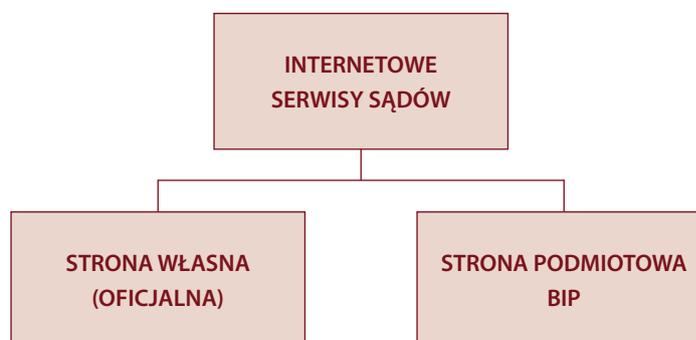 INTERNETOWE
SERWISY SĄDÓW
STRONA WŁASNA
(OFICJALNA)
STRONA PODMIOTOWA
BIP